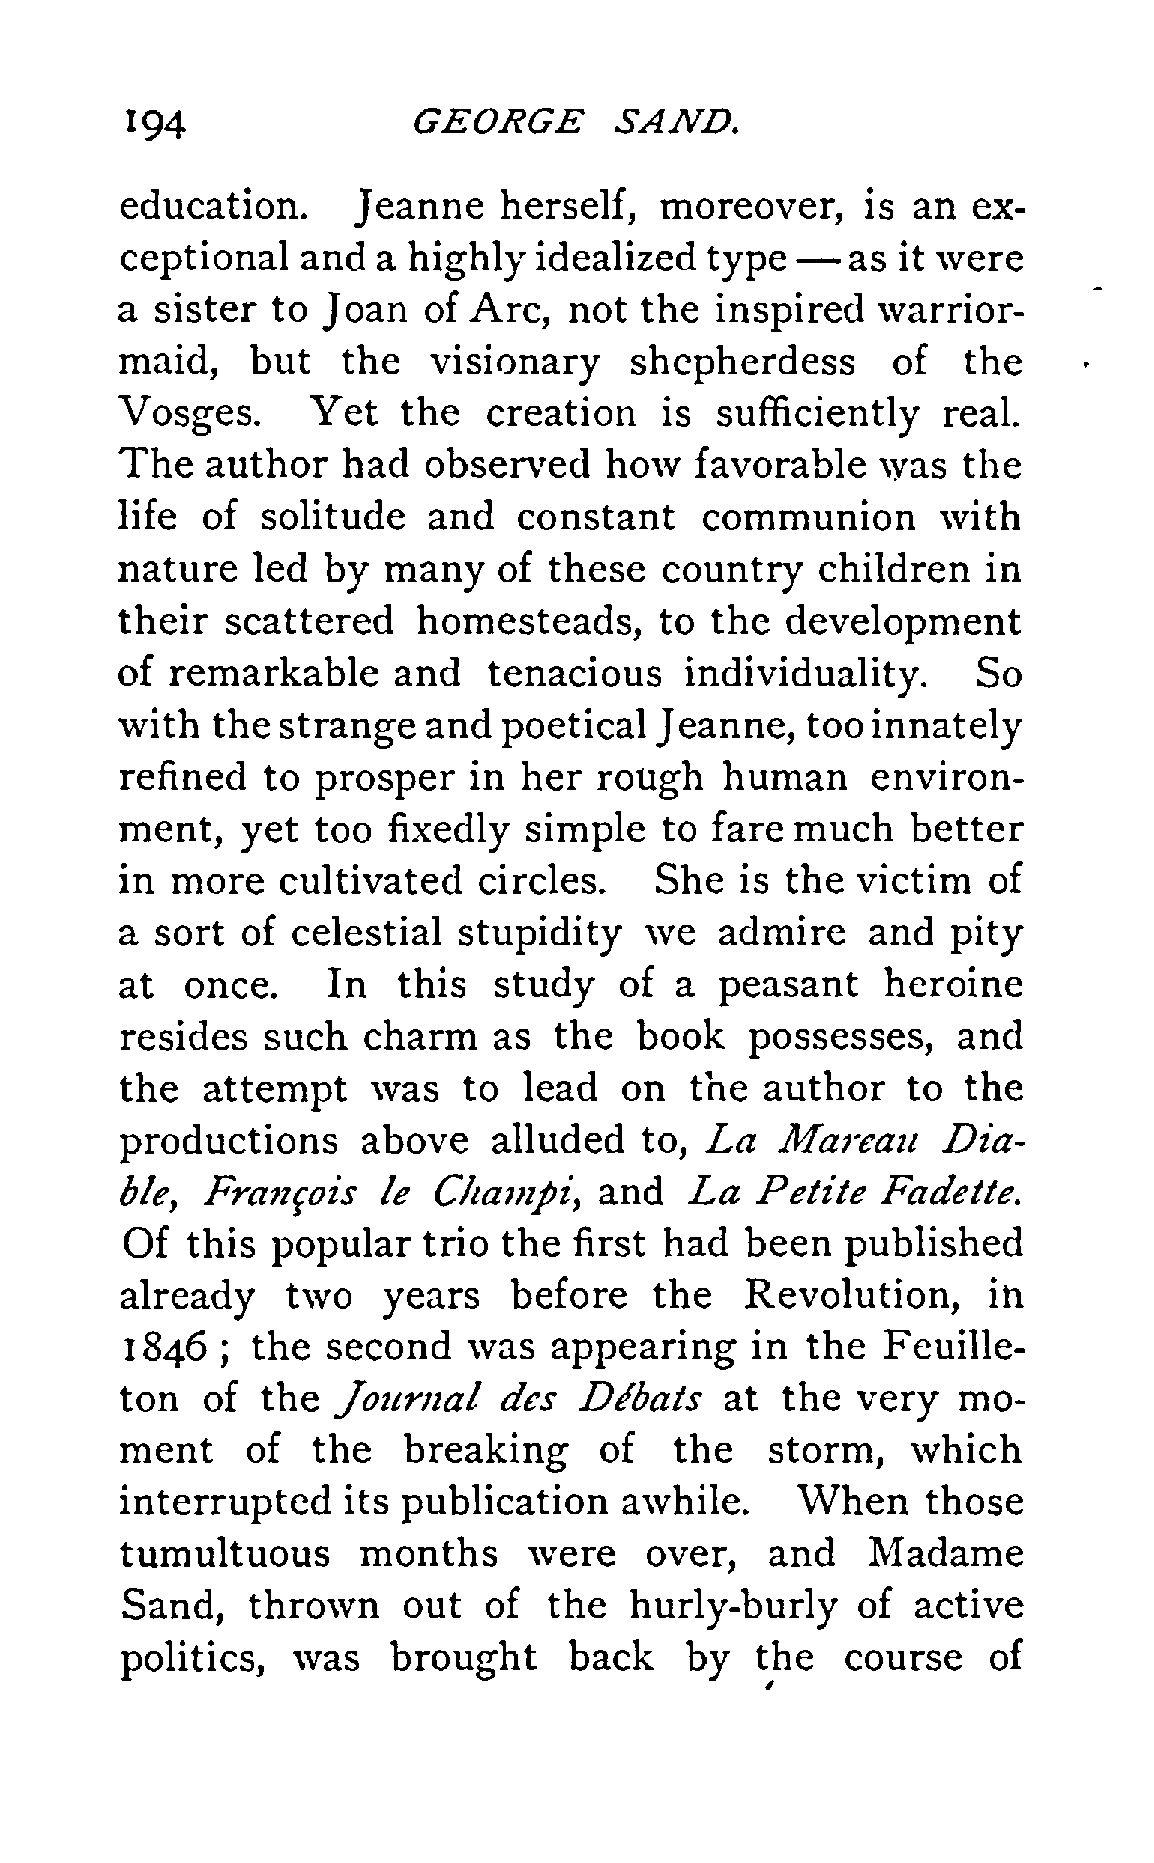 194 GEORGE SAND.
education. Jeanne herself, moreover, is an ex-
ceptional and a highly idealized type — as it were
a sister to Joan of Arc, not the inspired warrior-
maid, but the visionary shepherdess of the
Vosges. Yet the creation is sufficiently real.
The author had observed how favorable was the
life of solitude and constant communion with
nature led by many of these country children in
their scattered homesteads, to the development
of remarkable and tenacious individuality. So
with the strange and poetical Jeanne, too innately
refined to prosper in her rough human environ-
ment, yet too fixedly simple to fare much better
in more cultivated circles. She is the victim of
a sort of celestial stupidity we admire and pity
at once. In this study of a peasant heroine
resides such charm as the book possesses, and
the attempt was to lead on the author to the
productions above alluded to, La Mareau Dia-
ble, François le Champi, and La Petite Fadette.
Of this popular trio the first had been published
already two years before the Revolution, in
1846 ; the second was appearing in the Feuille-
ton of the Journal des Débats at the very mo-
ment of the breaking of the storm, which
interrupted its publication awhile. When those
tumultuous months were over, and Madame
Sand, thrown out of the hurly-burly of active
politics, was brought back by the course of